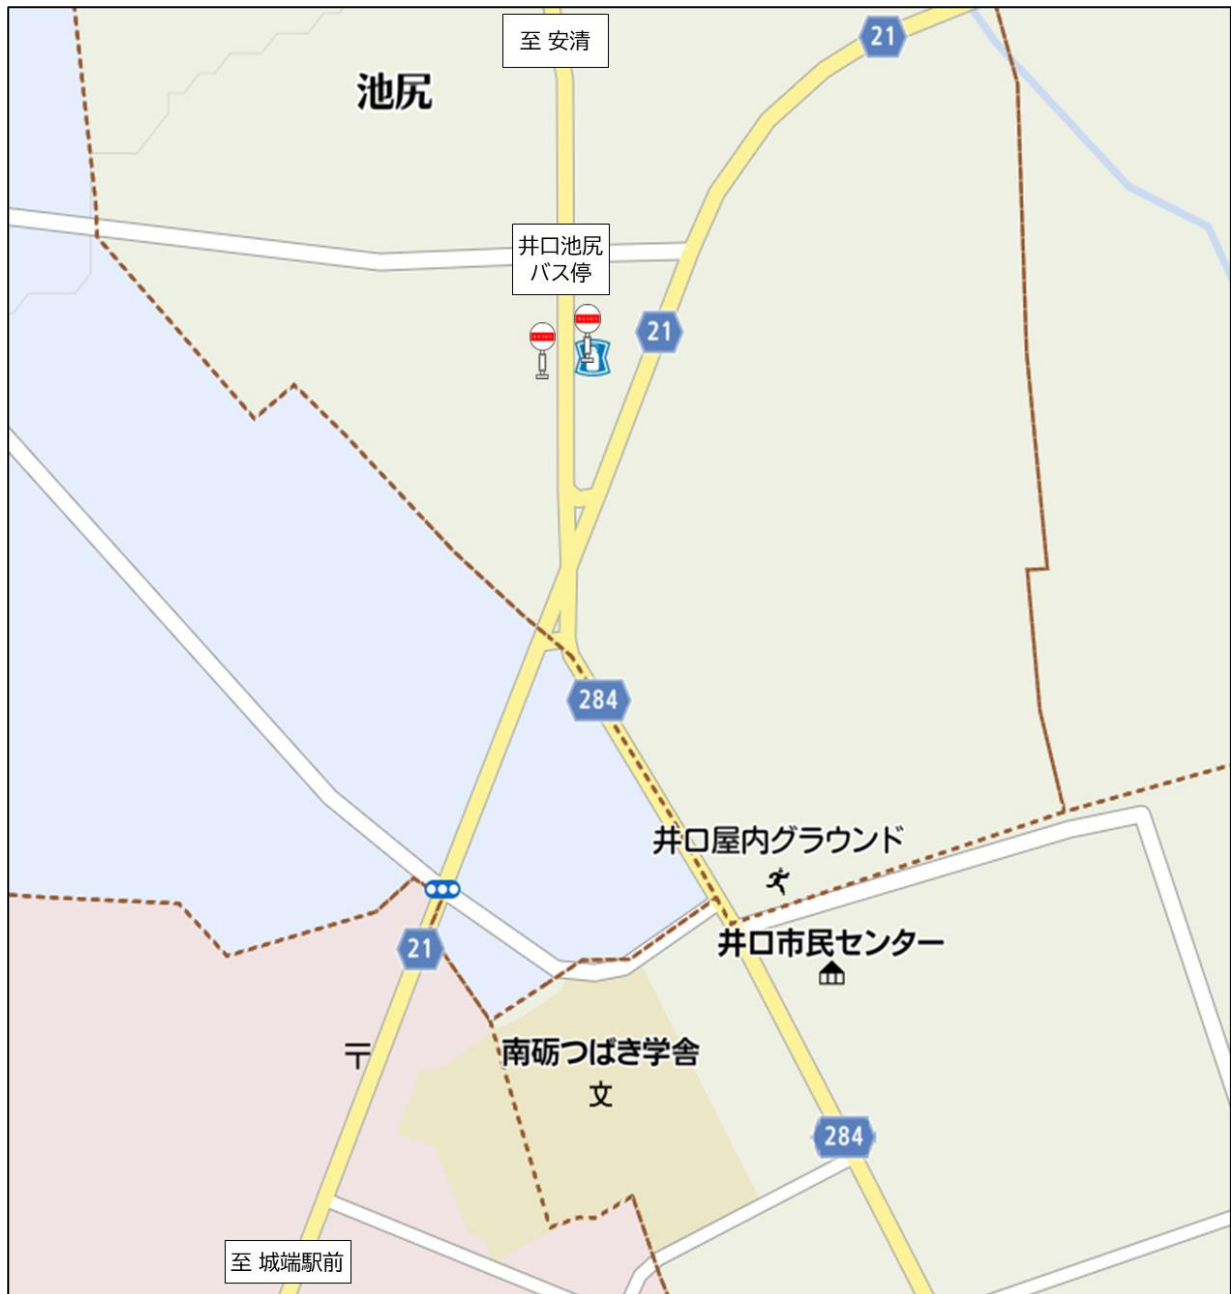 至 安清
21
池尻
井口池尻
バス停
21
284
井口屋内グラウンド
井口市民センター
21
〒
南砺つばき学舎
文
284
至 城端駅前